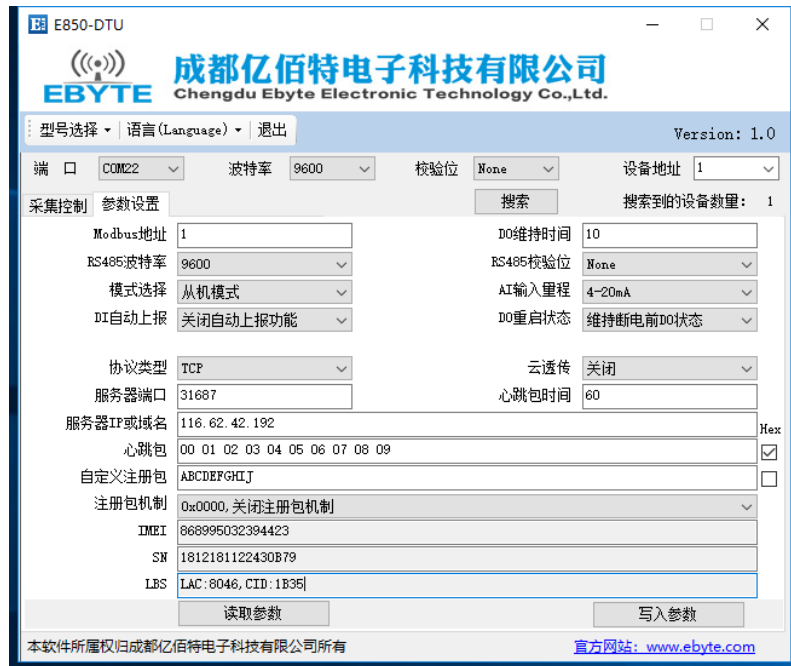 E850-DTU
EBYTE 成都亿佰特电子科技有限公司
Chengdu Ebyte Electronic Technology Co.,Ltd.
型号选择 语言(Language) 退出 Version: 1.0
端 口 COM22 波特率 9600 校验位 None 设备地址 1
采集控制 参数设置 搜索 搜索到的设备数量: 1
Modbus地址 1 DO维持时间 10
RS485波特率 9600 RS485校验位 None
模式选择 从机模式 AI输入量程 4-20mA
DI自动上报 关闭自动上报功能 DO重启状态 维持断电前DO状态
协议类型 TCP 云透传 关闭
服务器端口 31687 心跳包时间 60
服务器IP或域名 116.62.42.192 Hex
心跳包 00 01 02 03 04 05 06 07 08 09
自定义注册包 ABCDEFGHIJ
注册包机制 0x0000,关闭注册包机制
IMEI 868995032394423
SN 1812181122430B79
LBS LAC:8046,CID:1B35
读取参数 写入参数
本软件所属权归成都亿佰特电子科技有限公司所有 官方网站: www.ebyte.com